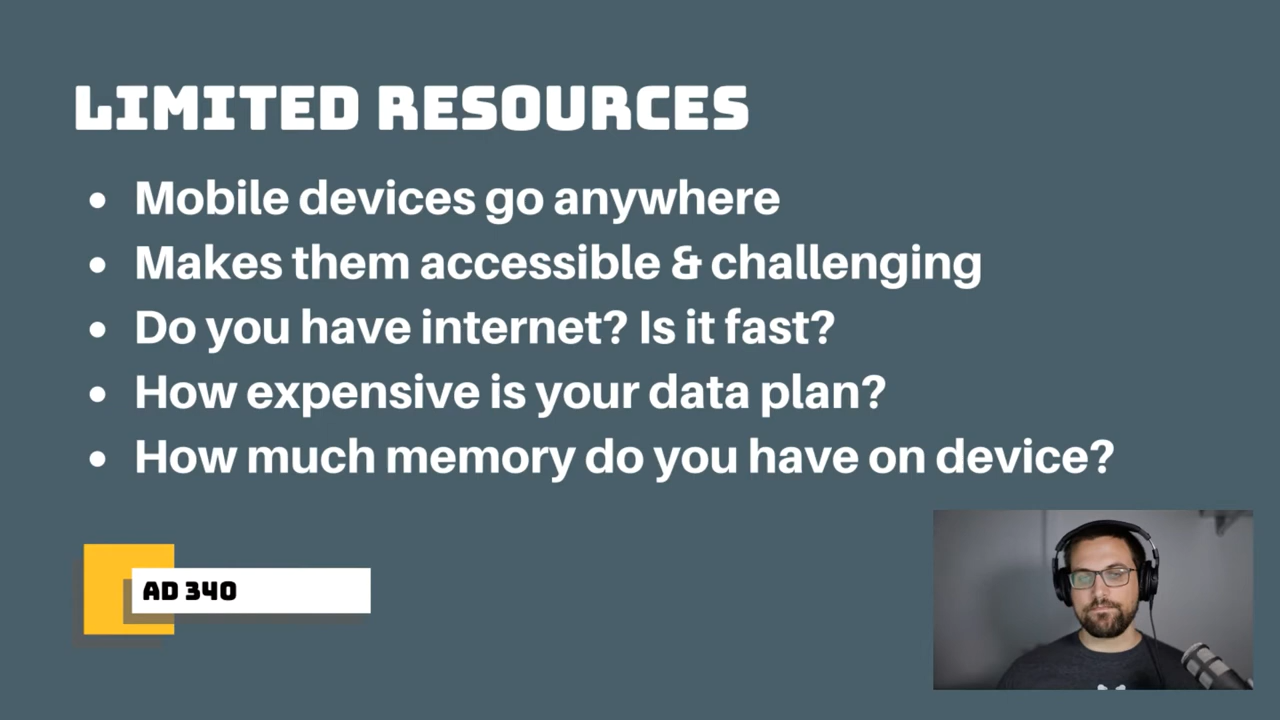 LIMITED RESOURCES
• Mobile devices go anywhere
• Makes them accessible & challenging
• Do you have internet? Is it fast?
• How expensive is your data plan?
• How much memory do you have on device?
AD 340